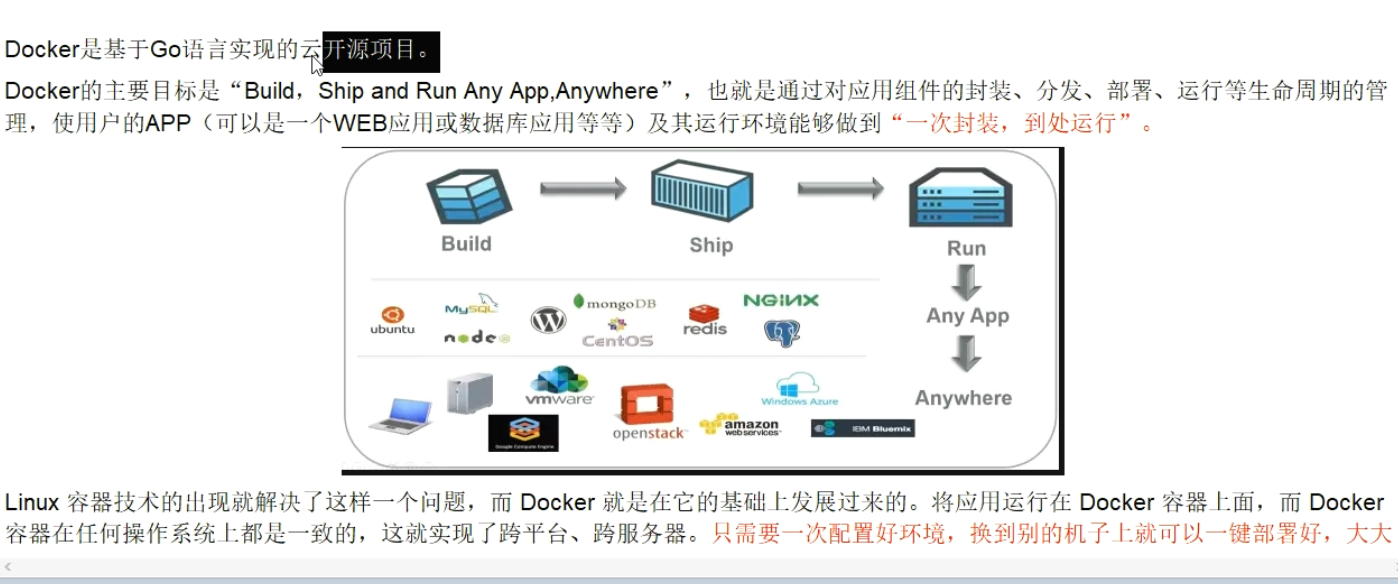 Docker是基于Go语言实现的云开源项目。
Docker的主要目标是“Build，Ship and Run Any App,Anywhere”，也就是通过对应用组件的封装、分发、部署、运行等生命周期的管
理，使用户的APP（可以是一个WEB应用或数据库应用等等）及其运行环境能够做到“一次封装，到处运行”。
Build
Ship
Run
Any App
Anywhere
ubuntu
MySQL
node
WordPress
mongoDB
CentOS
redis
NGINX
vmware
Google Compute Engine
openstack
Windows Azure
amazon
web services
IBM Bluemix
Linux 容器技术的出现就解决了这样一个问题，而 Docker 就是在它的基础上发展过来的。将应用运行在 Docker 容器上面，而 Docker
容器在任何操作系统上都是一致的，这就实现了跨平台、跨服务器。只需要一次配置好环境，换到别的机子上就可以一键部署好，大大